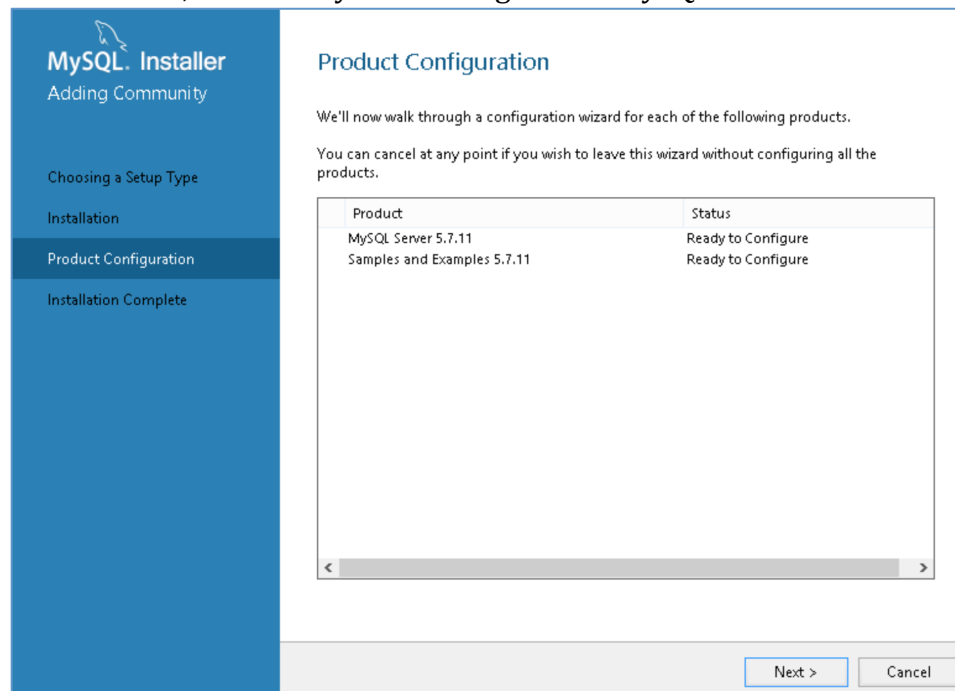 MySQL. Installer
Adding Community
Choosing a Setup Type
Installation
Product Configuration
Installation Complete
Product Configuration
We'll now walk through a configuration wizard for each of the following products.
You can cancel at any point if you wish to leave this wizard without configuring all the
products.
Product Status
MySQL Server 5.7.11 Ready to Configure
Samples and Examples 5.7.11 Ready to Configure
Next > Cancel